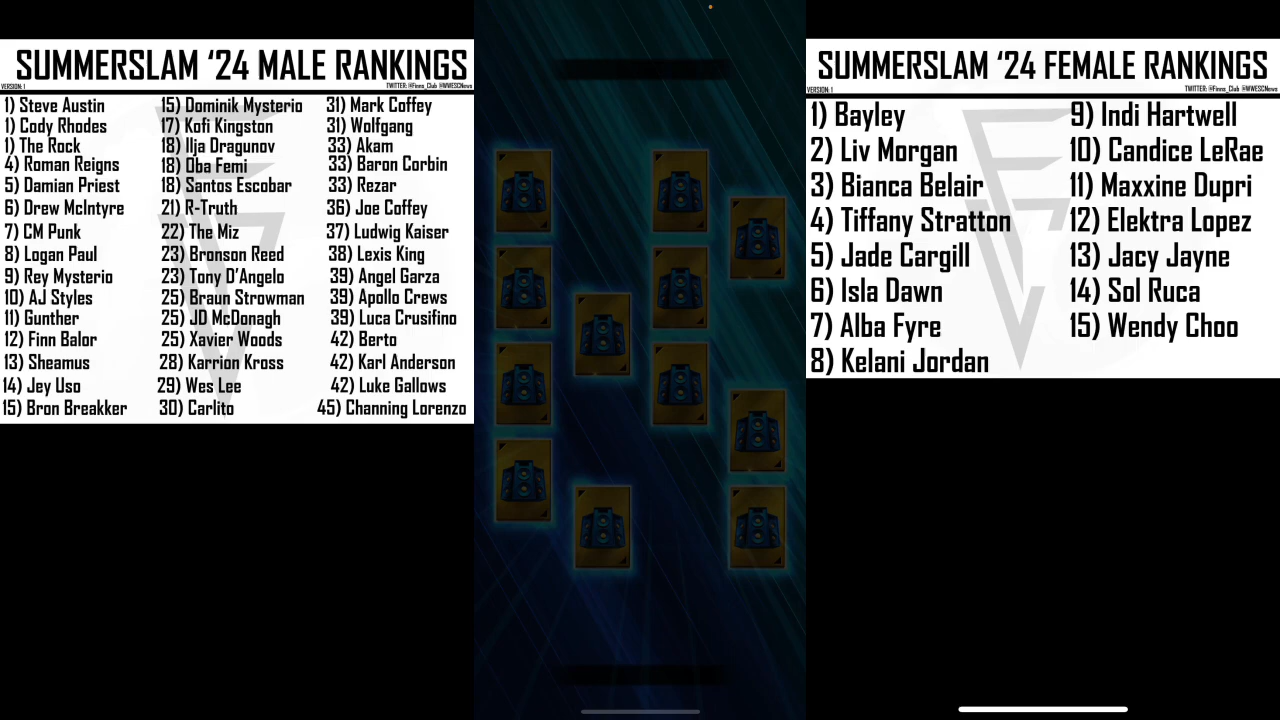 SUMMERSLAM ‘24 MALE RANKINGS
VERSION: 1
TWITTER: @Finns_Club @WWESCNews
1) Steve Austin
1) Cody Rhodes
1) The Rock
4) Roman Reigns
5) Damian Priest
6) Drew McIntyre
7) CM Punk
8) Logan Paul
9) Rey Mysterio
10) AJ Styles
11) Gunther
12) Finn Balor
13) Sheamus
14) Jey Uso
15) Bron Breakker
15) Dominik Mysterio
17) Kofi Kingston
18) Ilja Dragunov
18) Oba Femi
18) Santos Escobar
21) R-Truth
22) The Miz
23) Bronson Reed
23) Tony D’Angelo
25) Braun Strowman
25) JD McDonagh
25) Xavier Woods
28) Karrion Kross
29) Wes Lee
30) Carlito
31) Mark Coffey
31) Wolfgang
33) Akam
33) Baron Corbin
33) Rezar
36) Joe Coffey
37) Ludwig Kaiser
38) Lexis King
39) Angel Garza
39) Apollo Crews
39) Luca Crusifino
42) Berto
42) Karl Anderson
42) Luke Gallows
45) Channing Lorenzo
SUMMERSLAM ‘24 FEMALE RANKINGS
VERSION: 1
TWITTER: @Finns_Club @WWESCNews
1) Bayley
2) Liv Morgan
3) Bianca Belair
4) Tiffany Stratton
5) Jade Cargill
6) Isla Dawn
7) Alba Fyre
8) Kelani Jordan
9) Indi Hartwell
10) Candice LeRae
11) Maxxine Dupri
12) Elektra Lopez
13) Jacy Jayne
14) Sol Ruca
15) Wendy Choo